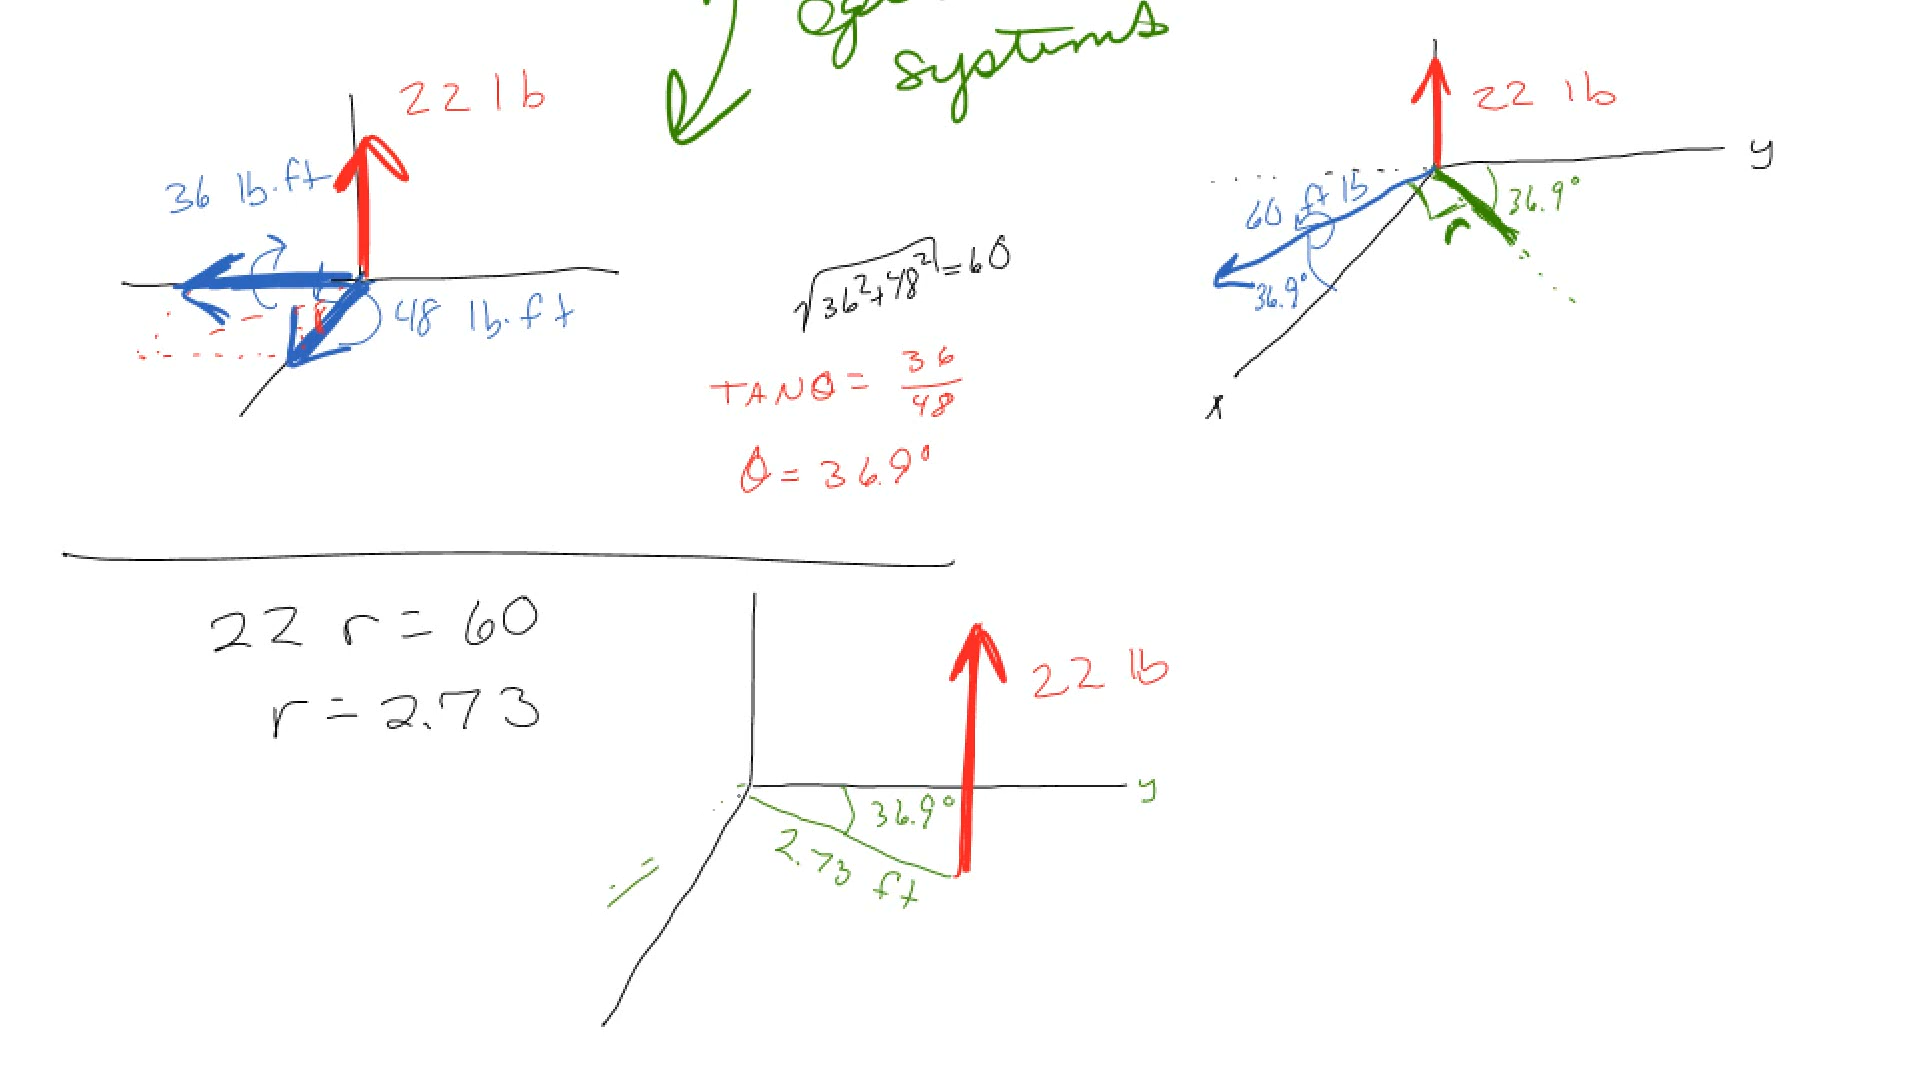 systems
22 lb
36 lb.ft
48 lb.ft
√36²+48² = 60
TANθ = 36/48
θ = 36.9°
22 lb
y
60 ft lb
36.9°
r
36.9°
x
22 r = 60
r = 2.73
22 lb
y
36.9°
2.73 ft